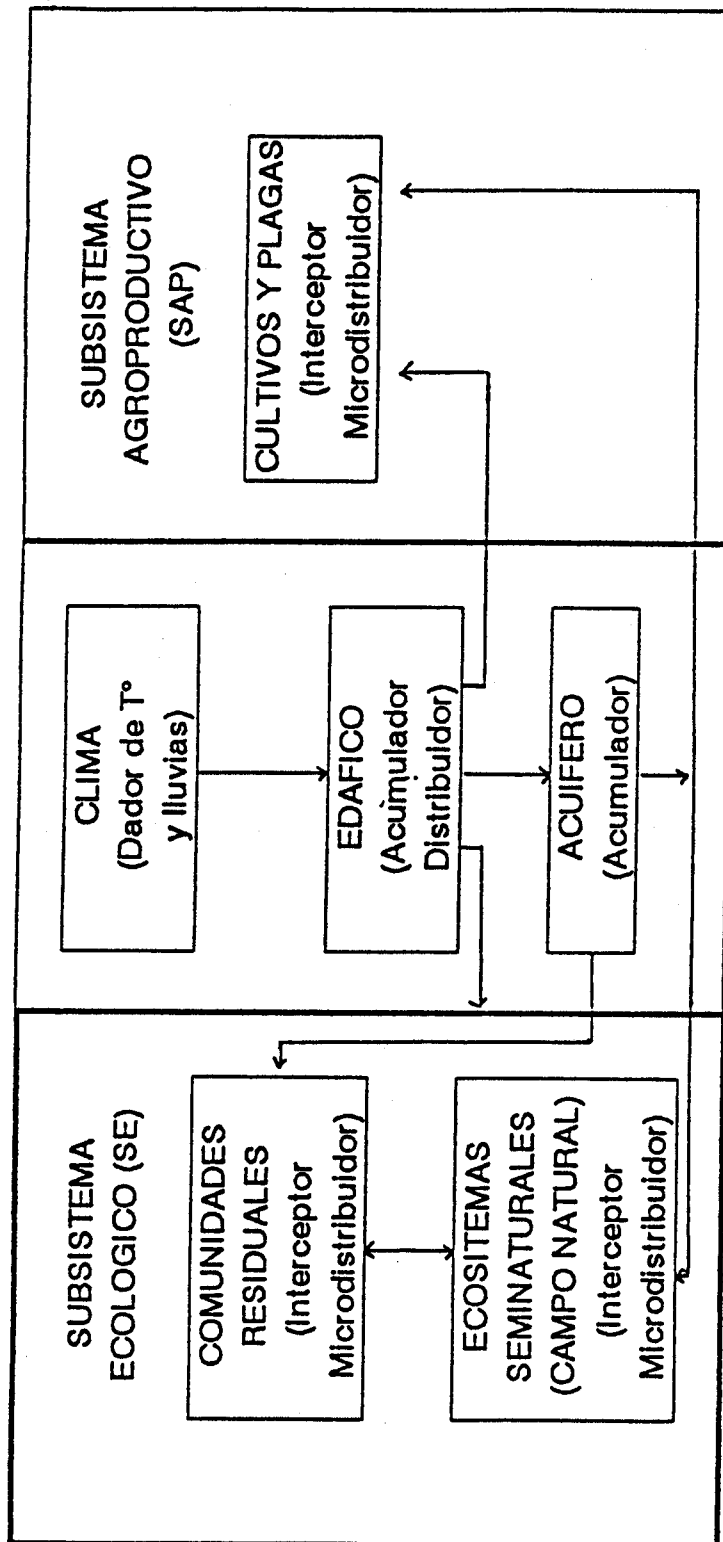 SUBSISTEMA
ECOLOGICO (SE)
COMUNIDADES
RESIDUALES
(Interceptor
Microdistribuidor)
ECOSITEMAS
SEMINATURALES
(CAMPO NATURAL)
(Interceptor
Microdistribuidor)
CLIMA
(Dador de T°
y lluvias)
EDAFICO
(Acumulador
Distribuidor)
ACUIFERO
(Acumulador)
SUBSISTEMA
AGROPRODUCTIVO
(SAP)
CULTIVOS Y PLAGAS
(Interceptor
Microdistribuidor)